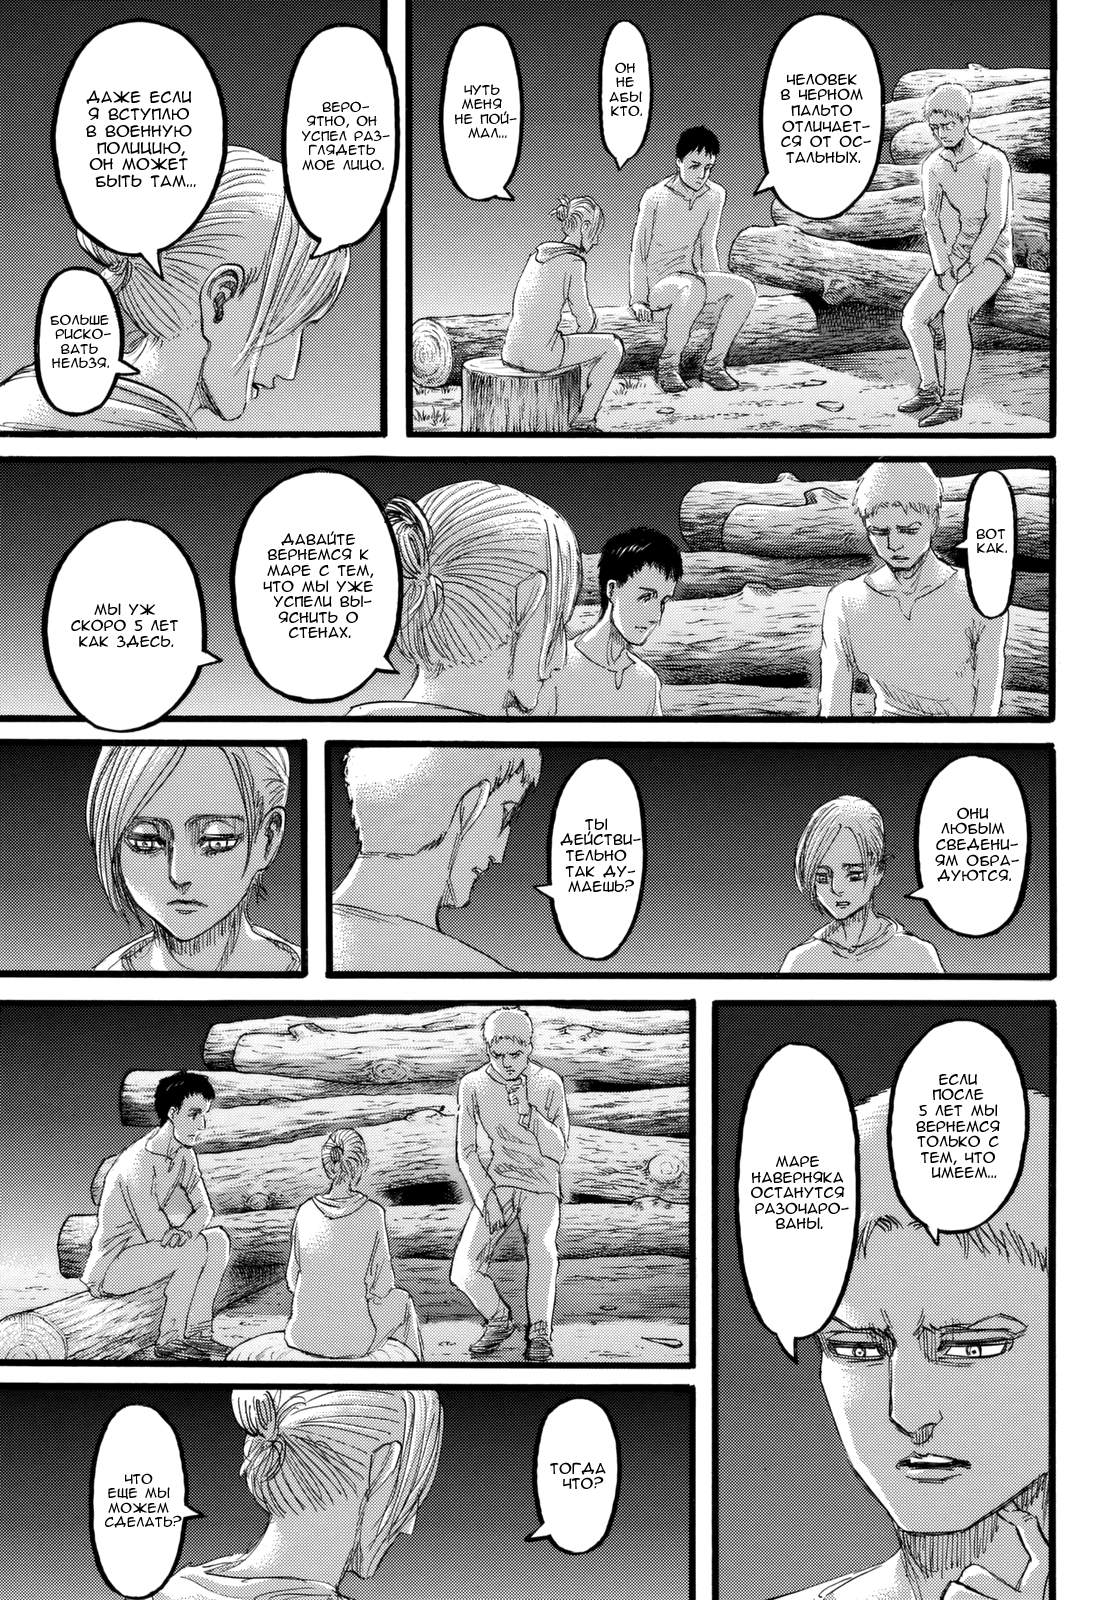 ЧЕЛОВЕК
В ЧЕРНОМ
ПАЛЬТО
ОТЛИЧАЕТ-
СЯ ОТ ОС-
ТАЛЬНЫХ.
ОН
НЕ
АБЫ
КТО.
ЧУТЬ
МЕНЯ
НЕ ПОЙ-
МАЛ...
ВЕРО-
ЯТНО, ОН
УСПЕЛ РАЗ-
ГЛЯДЕТЬ
МОЕ ЛИЦО.
ДАЖЕ ЕСЛИ
Я ВСТУПЛЮ
В ВОЕННУЮ
ПОЛИЦИЮ,
ОН МОЖЕТ
БЫТЬ ТАМ...
БОЛЬШЕ
РИСКО-
ВАТЬ
НЕЛЬЗЯ.
ВОТ
КАК.
ДАВАЙТЕ
ВЕРНЕМСЯ К
МАРЕ С ТЕМ,
ЧТО МЫ УЖЕ
УСПЕЛИ ВЫ-
ЯСНИТЬ О
СТЕНАХ.
МЫ УЖ
СКОРО 5 ЛЕТ
КАК ЗДЕСЬ.
ОНИ
ЛЮБЫМ
СВЕДЕНИ-
ЯМ ОБРА-
ДУЮТСЯ.
ТЫ
ДЕЙСТВИ-
ТЕЛЬНО
ТАК ДУ-
МАЕШЬ?
ЕСЛИ
ПОСЛЕ
5 ЛЕТ МЫ
ВЕРНЕМСЯ
ТОЛЬКО С
ТЕМ, ЧТО
ИМЕЕМ...
МАРЕ
НАВЕРНЯКА
ОСТАНУТСЯ
РАЗОЧАРО-
ВАНЫ.
ТОГДА
ЧТО?
ЧТО
ЕЩЕ МЫ
МОЖЕМ
СДЕЛАТЬ?